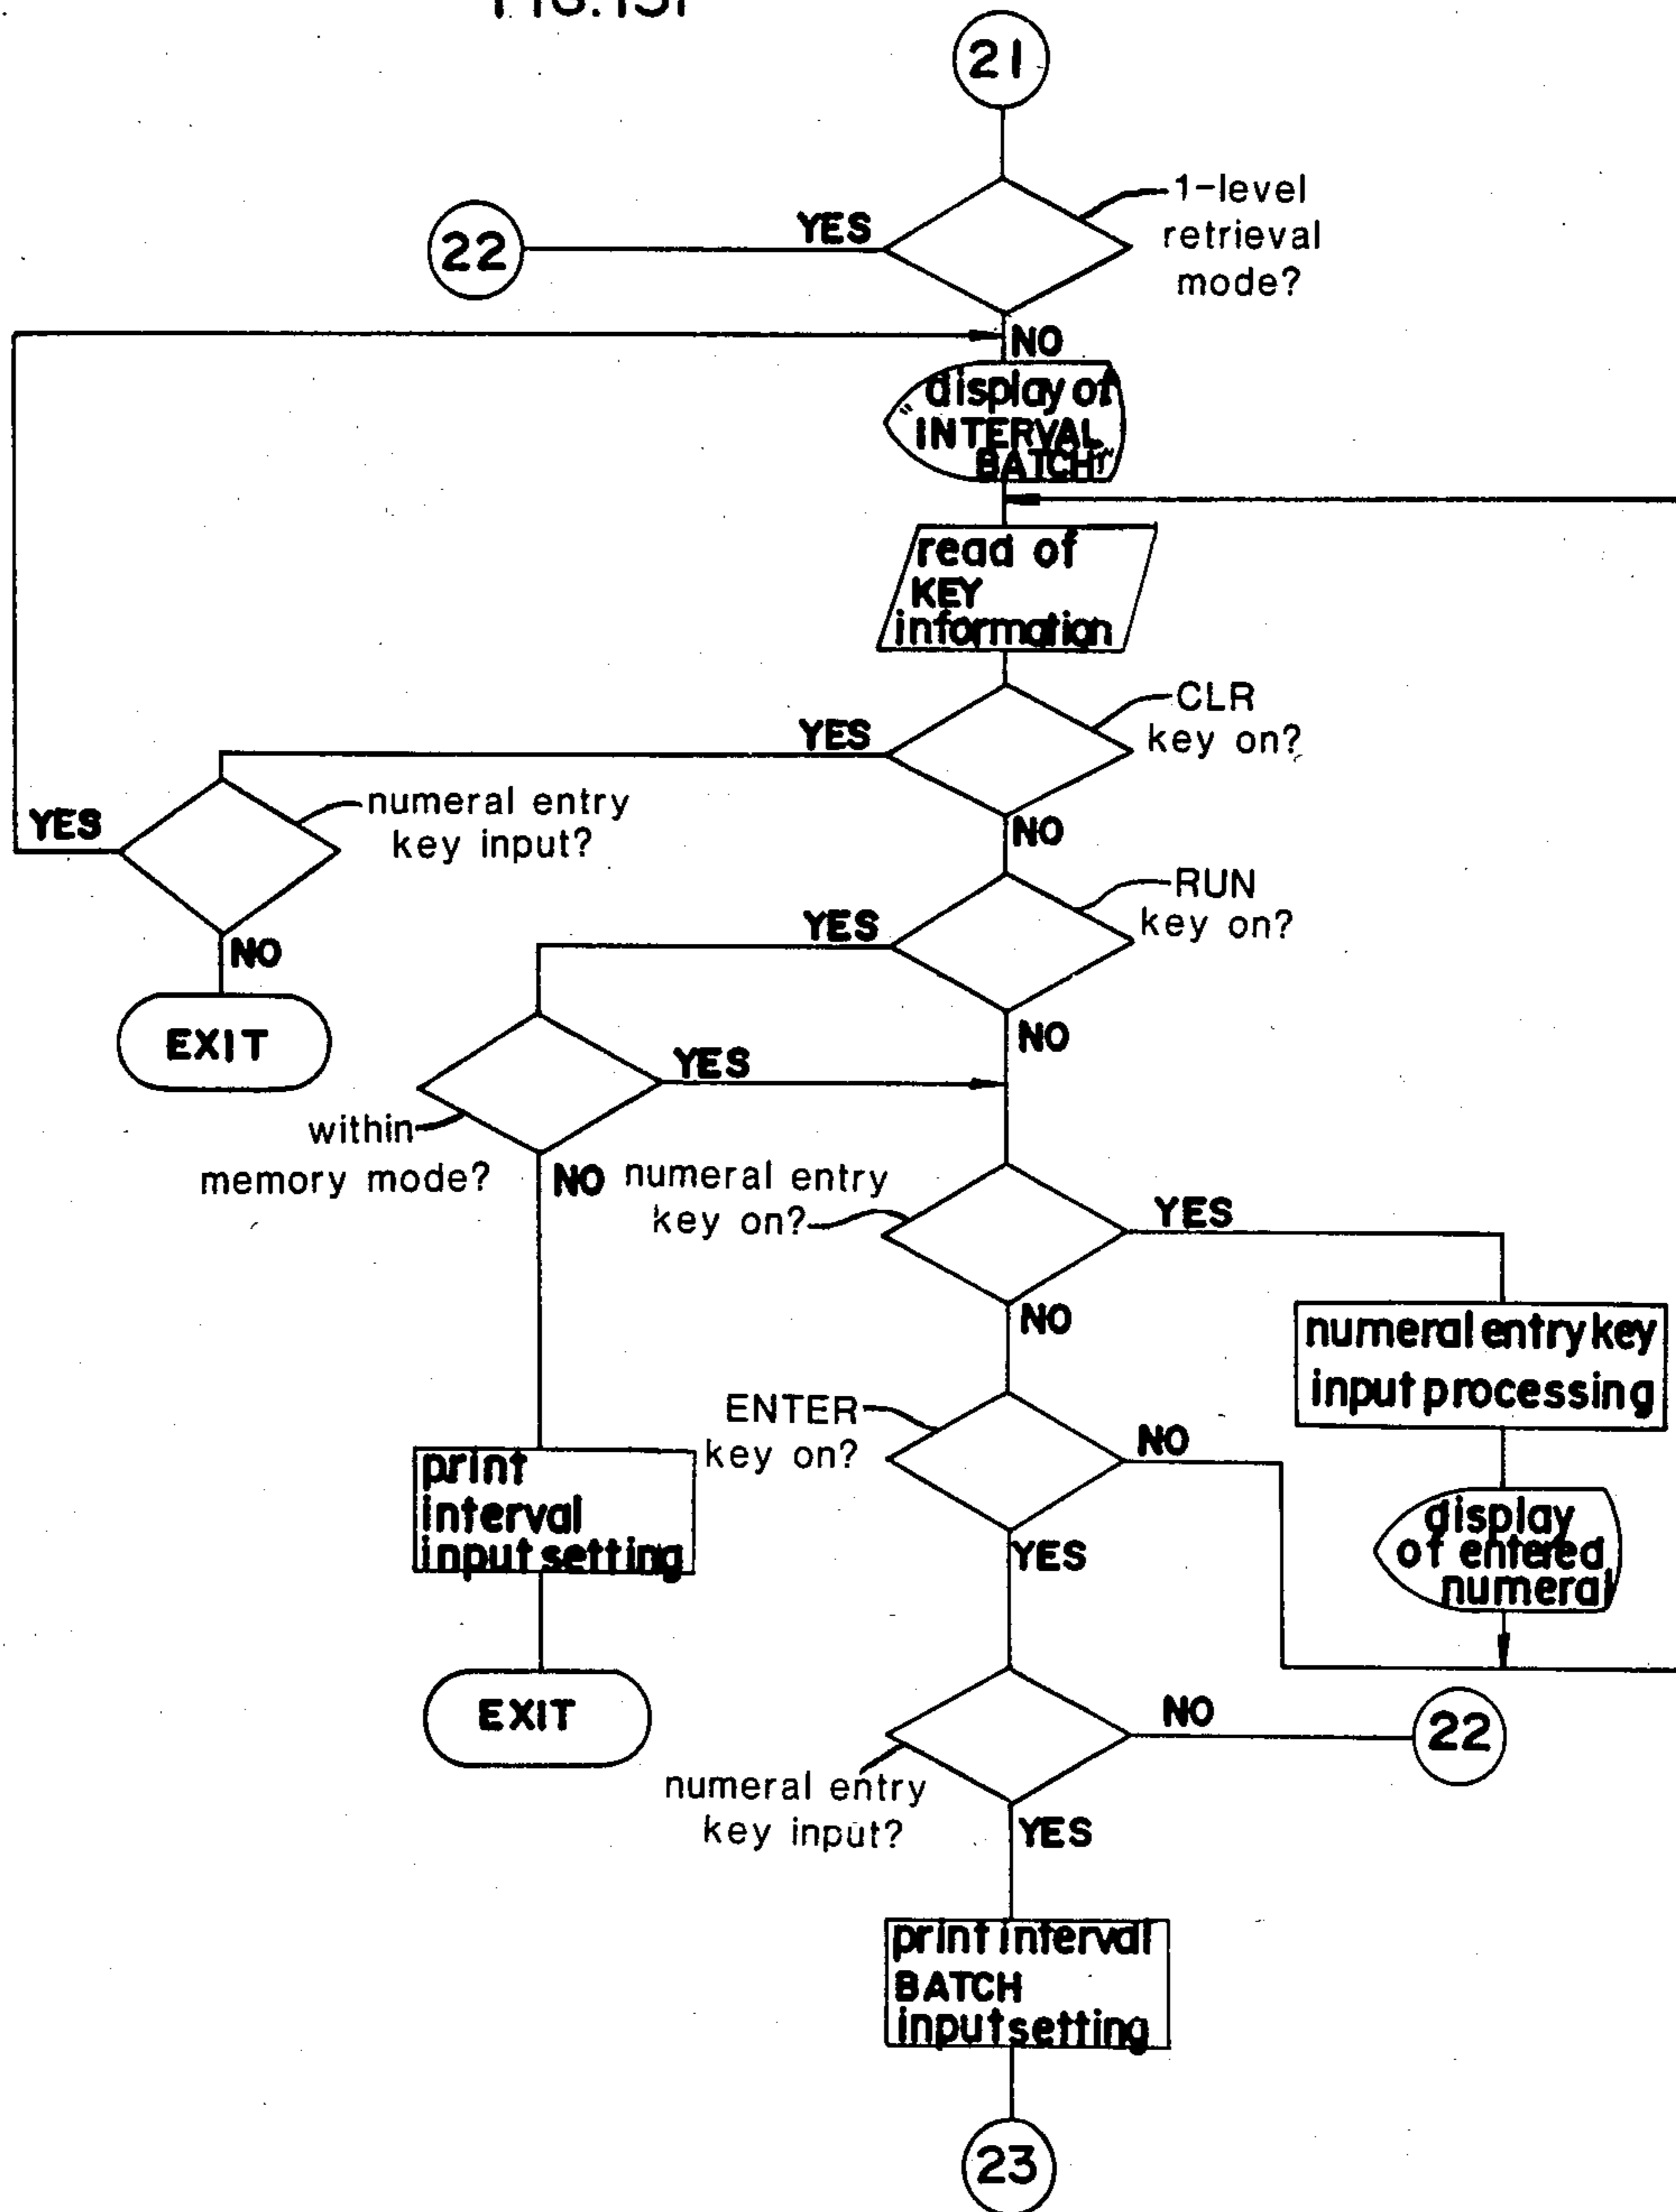 21
1-level
retrieval
mode?
YES
22
NO
display of
"INTERVAL
BATCH"
read of
KEY
information
CLR
key on?
YES
numeral entry
key input?
YES
NO
RUN
key on?
YES
NO
EXIT
NO
YES
within
memory mode?
NO
numeral entry
key on?
YES
NO
numeral entry key
input processing
ENTER
key on?
NO
print
interval
input setting
display
of entered
numeral
YES
EXIT
NO
22
numeral entry
key input?
YES
print interval
BATCH
input setting
23